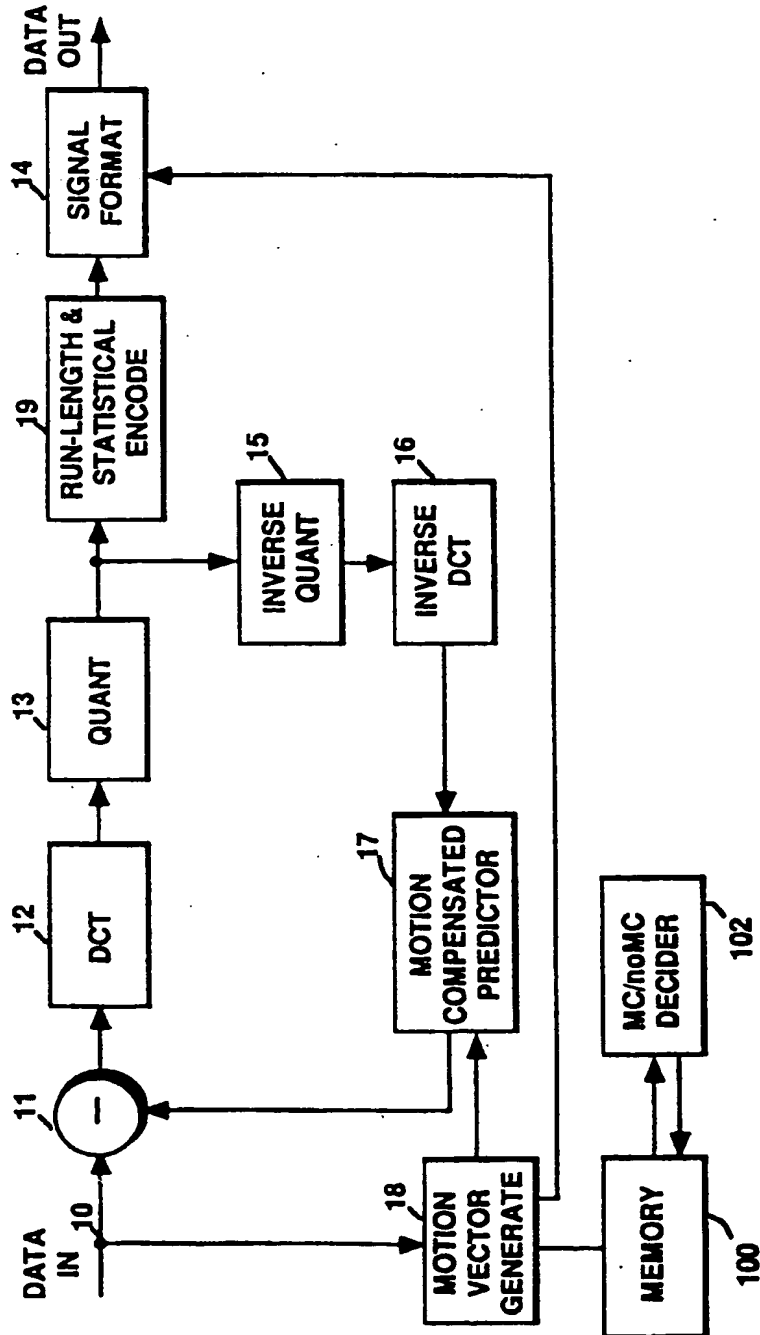 DATA
IN
10
11
12
DCT
13
QUANT
19
RUN-LENGTH &
STATISTICAL
ENCODE
14
SIGNAL
FORMAT
DATA
OUT
15
INVERSE
QUANT
16
INVERSE
DCT
17
MOTION
COMPENSATED
PREDICTOR
18
MOTION
VECTOR
GENERATE
MEMORY
100
MC/noMC
DECIDER
102